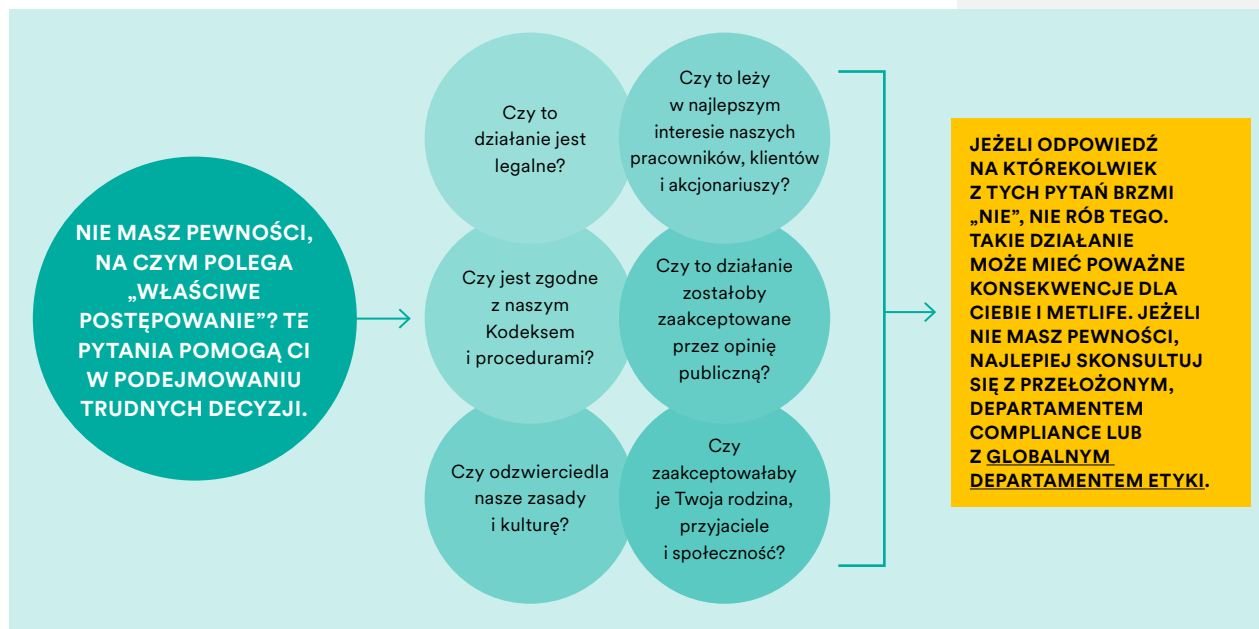 NIE MASZ PEWNOŚCI,
NA CZYM POLEGA
„WŁAŚCIWE
POSTĘPOWANIE”? TE
PYTANIA POMOGĄ CI
W PODEJMOWANIU
TRUDNYCH DECYZJI.
Czy to
działanie jest
legalne?
Czy to leży
w najlepszym
interesie naszych
pracowników, klientów
i akcjonariuszy?
Czy jest zgodne
z naszym
Kodeksem
i procedurami?
Czy to działanie
zostałoby
zaakceptowane
przez opinię
publiczną?
Czy odzwierciedla
nasze zasady
i kulturę?
Czy
zaakceptowałaby
je Twoja rodzina,
przyjaciele
i społeczność?
JEŻELI ODPOWIEDŹ
NA KTÓREKOLWIEK
Z TYCH PYTAŃ BRZMI
„NIE”, NIE RÓB TEGO.
TAKIE DZIAŁANIE
MOŻE MIEĆ POWAŻNE
KONSEKWENCJE DLA
CIEBIE I METLIFE. JEŻELI
NIE MASZ PEWNOŚCI,
NAJLEPIEJ SKONSULTUJ
SIĘ Z PRZEŁOŻONYM,
DEPARTAMENTEM
COMPLIANCE LUB
Z GLOBALNYM
DEPARTAMENTEM ETYKI.